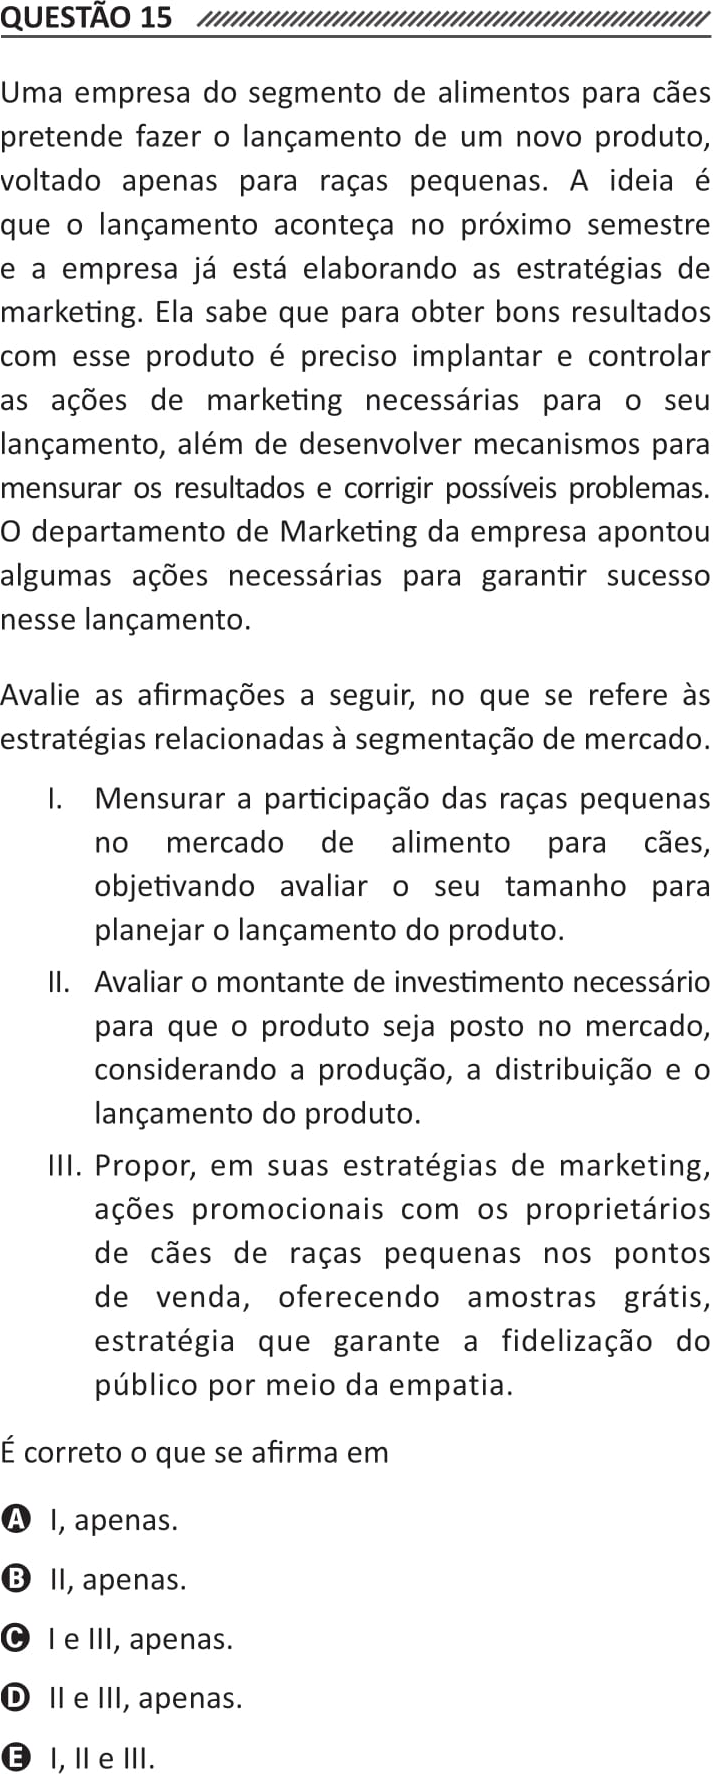 QUESTÃO 15
Uma empresa do segmento de alimentos para cães
pretende fazer o lançamento de um novo produto,
voltado apenas para raças pequenas. A ideia é
que o lançamento aconteça no próximo semestre
e a empresa já está elaborando as estratégias de
marketing. Ela sabe que para obter bons resultados
com esse produto é preciso implantar e controlar
as ações de marketing necessárias para o seu
lançamento, além de desenvolver mecanismos para
mensurar os resultados e corrigir possíveis problemas.
O departamento de Marketing da empresa apontou
algumas ações necessárias para garantir sucesso
nesse lançamento.
Avalie as afirmações a seguir, no que se refere às
estratégias relacionadas à segmentação de mercado.
I. Mensurar a participação das raças pequenas
no mercado de alimento para cães,
objetivando avaliar o seu tamanho para
planejar o lançamento do produto.
II. Avaliar o montante de investimento necessário
para que o produto seja posto no mercado,
considerando a produção, a distribuição e o
lançamento do produto.
III. Propor, em suas estratégias de marketing,
ações promocionais com os proprietários
de cães de raças pequenas nos pontos
de venda, oferecendo amostras grátis,
estratégia que garante a fidelização do
público por meio da empatia.
É correto o que se afirma em
A I, apenas.
B II, apenas.
C I e III, apenas.
D II e III, apenas.
E I, II e III.